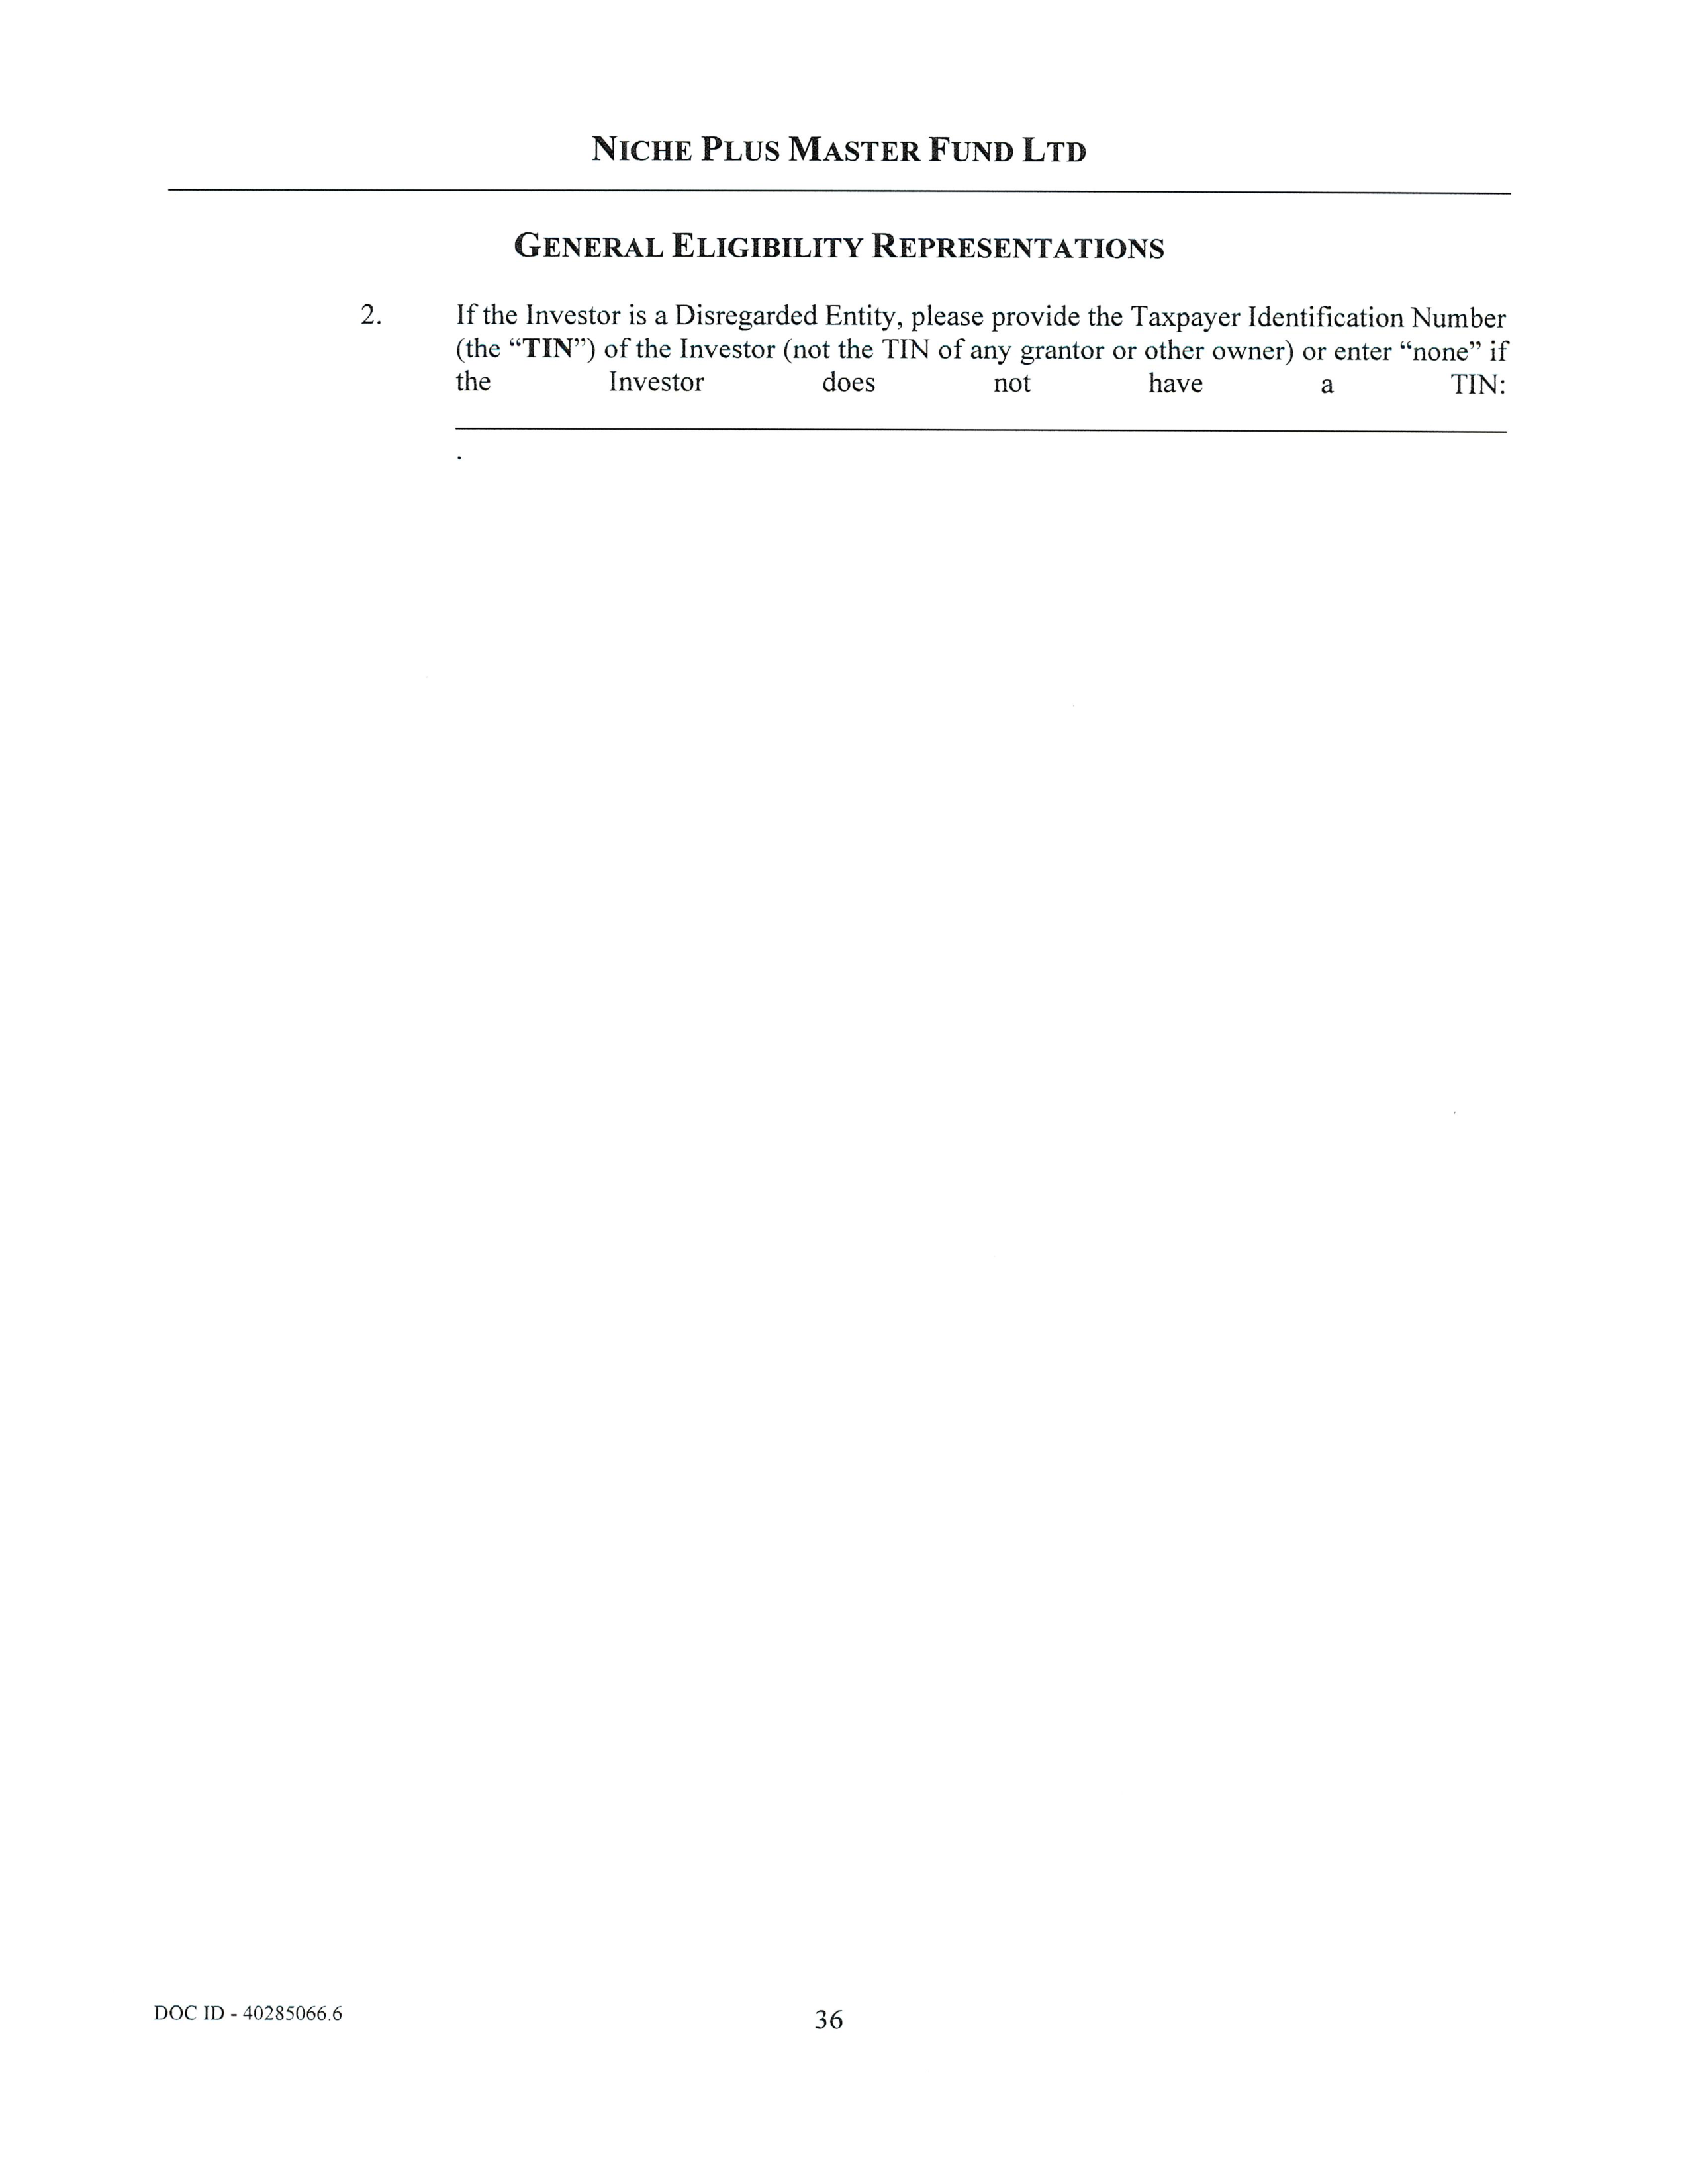 NICHE PLUS MASTER FUND LTD
GENERAL ELIGIBILITY REPRESENTATIONS
2. If the Investor is a Disregarded Entity, please provide the Taxpayer Identification Number
(the “TIN”) of the Investor (not the TIN of any grantor or other owner) or enter “none” if
the Investor does not have a TIN:
.
DOC ID - 40285066.6
36